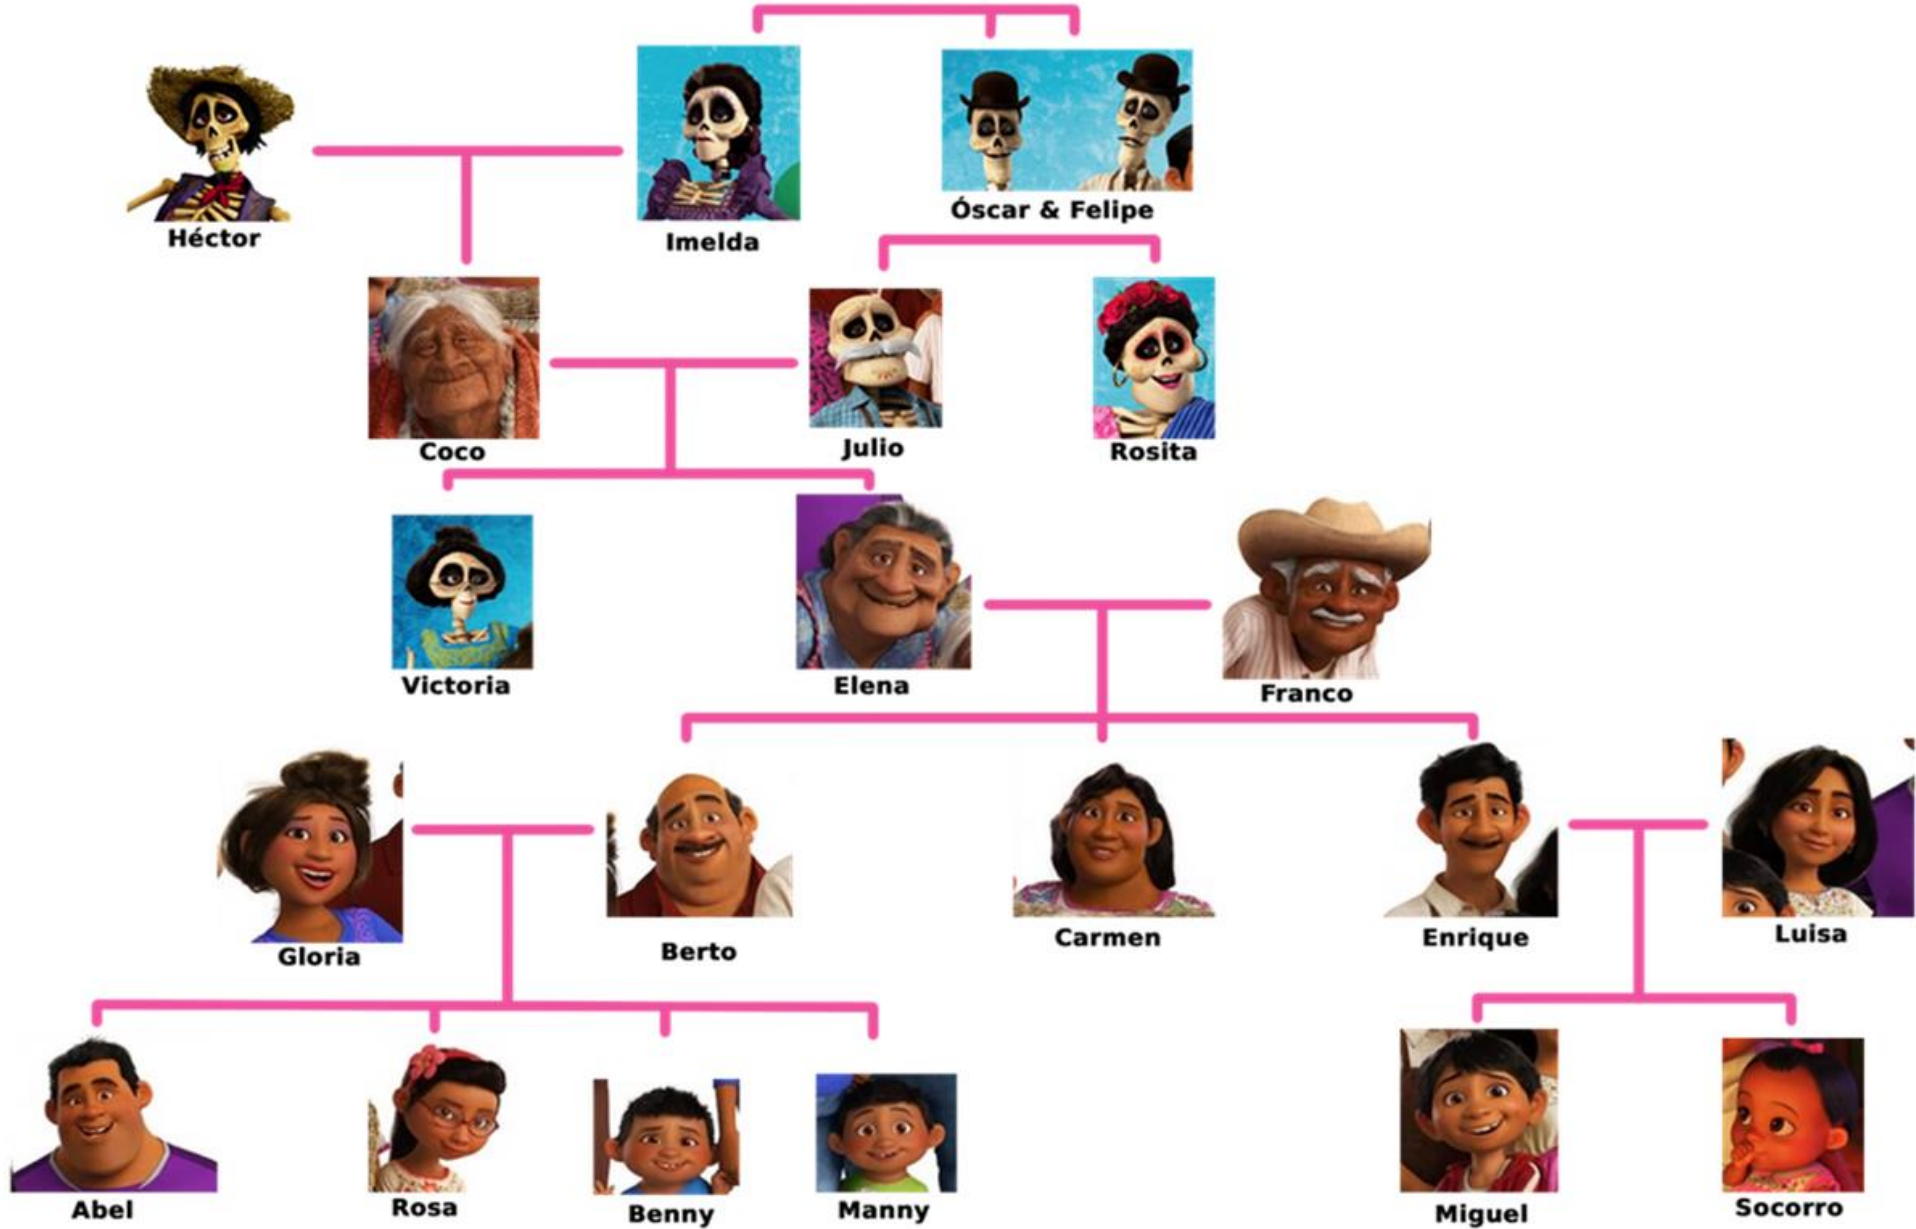 Héctor
Imelda
Óscar & Felipe
Coco
Julio
Rosita
Victoria
Elena
Franco
Gloria
Berto
Carmen
Enrique
Luisa
Abel
Rosa
Benny
Manny
Miguel
Socorro